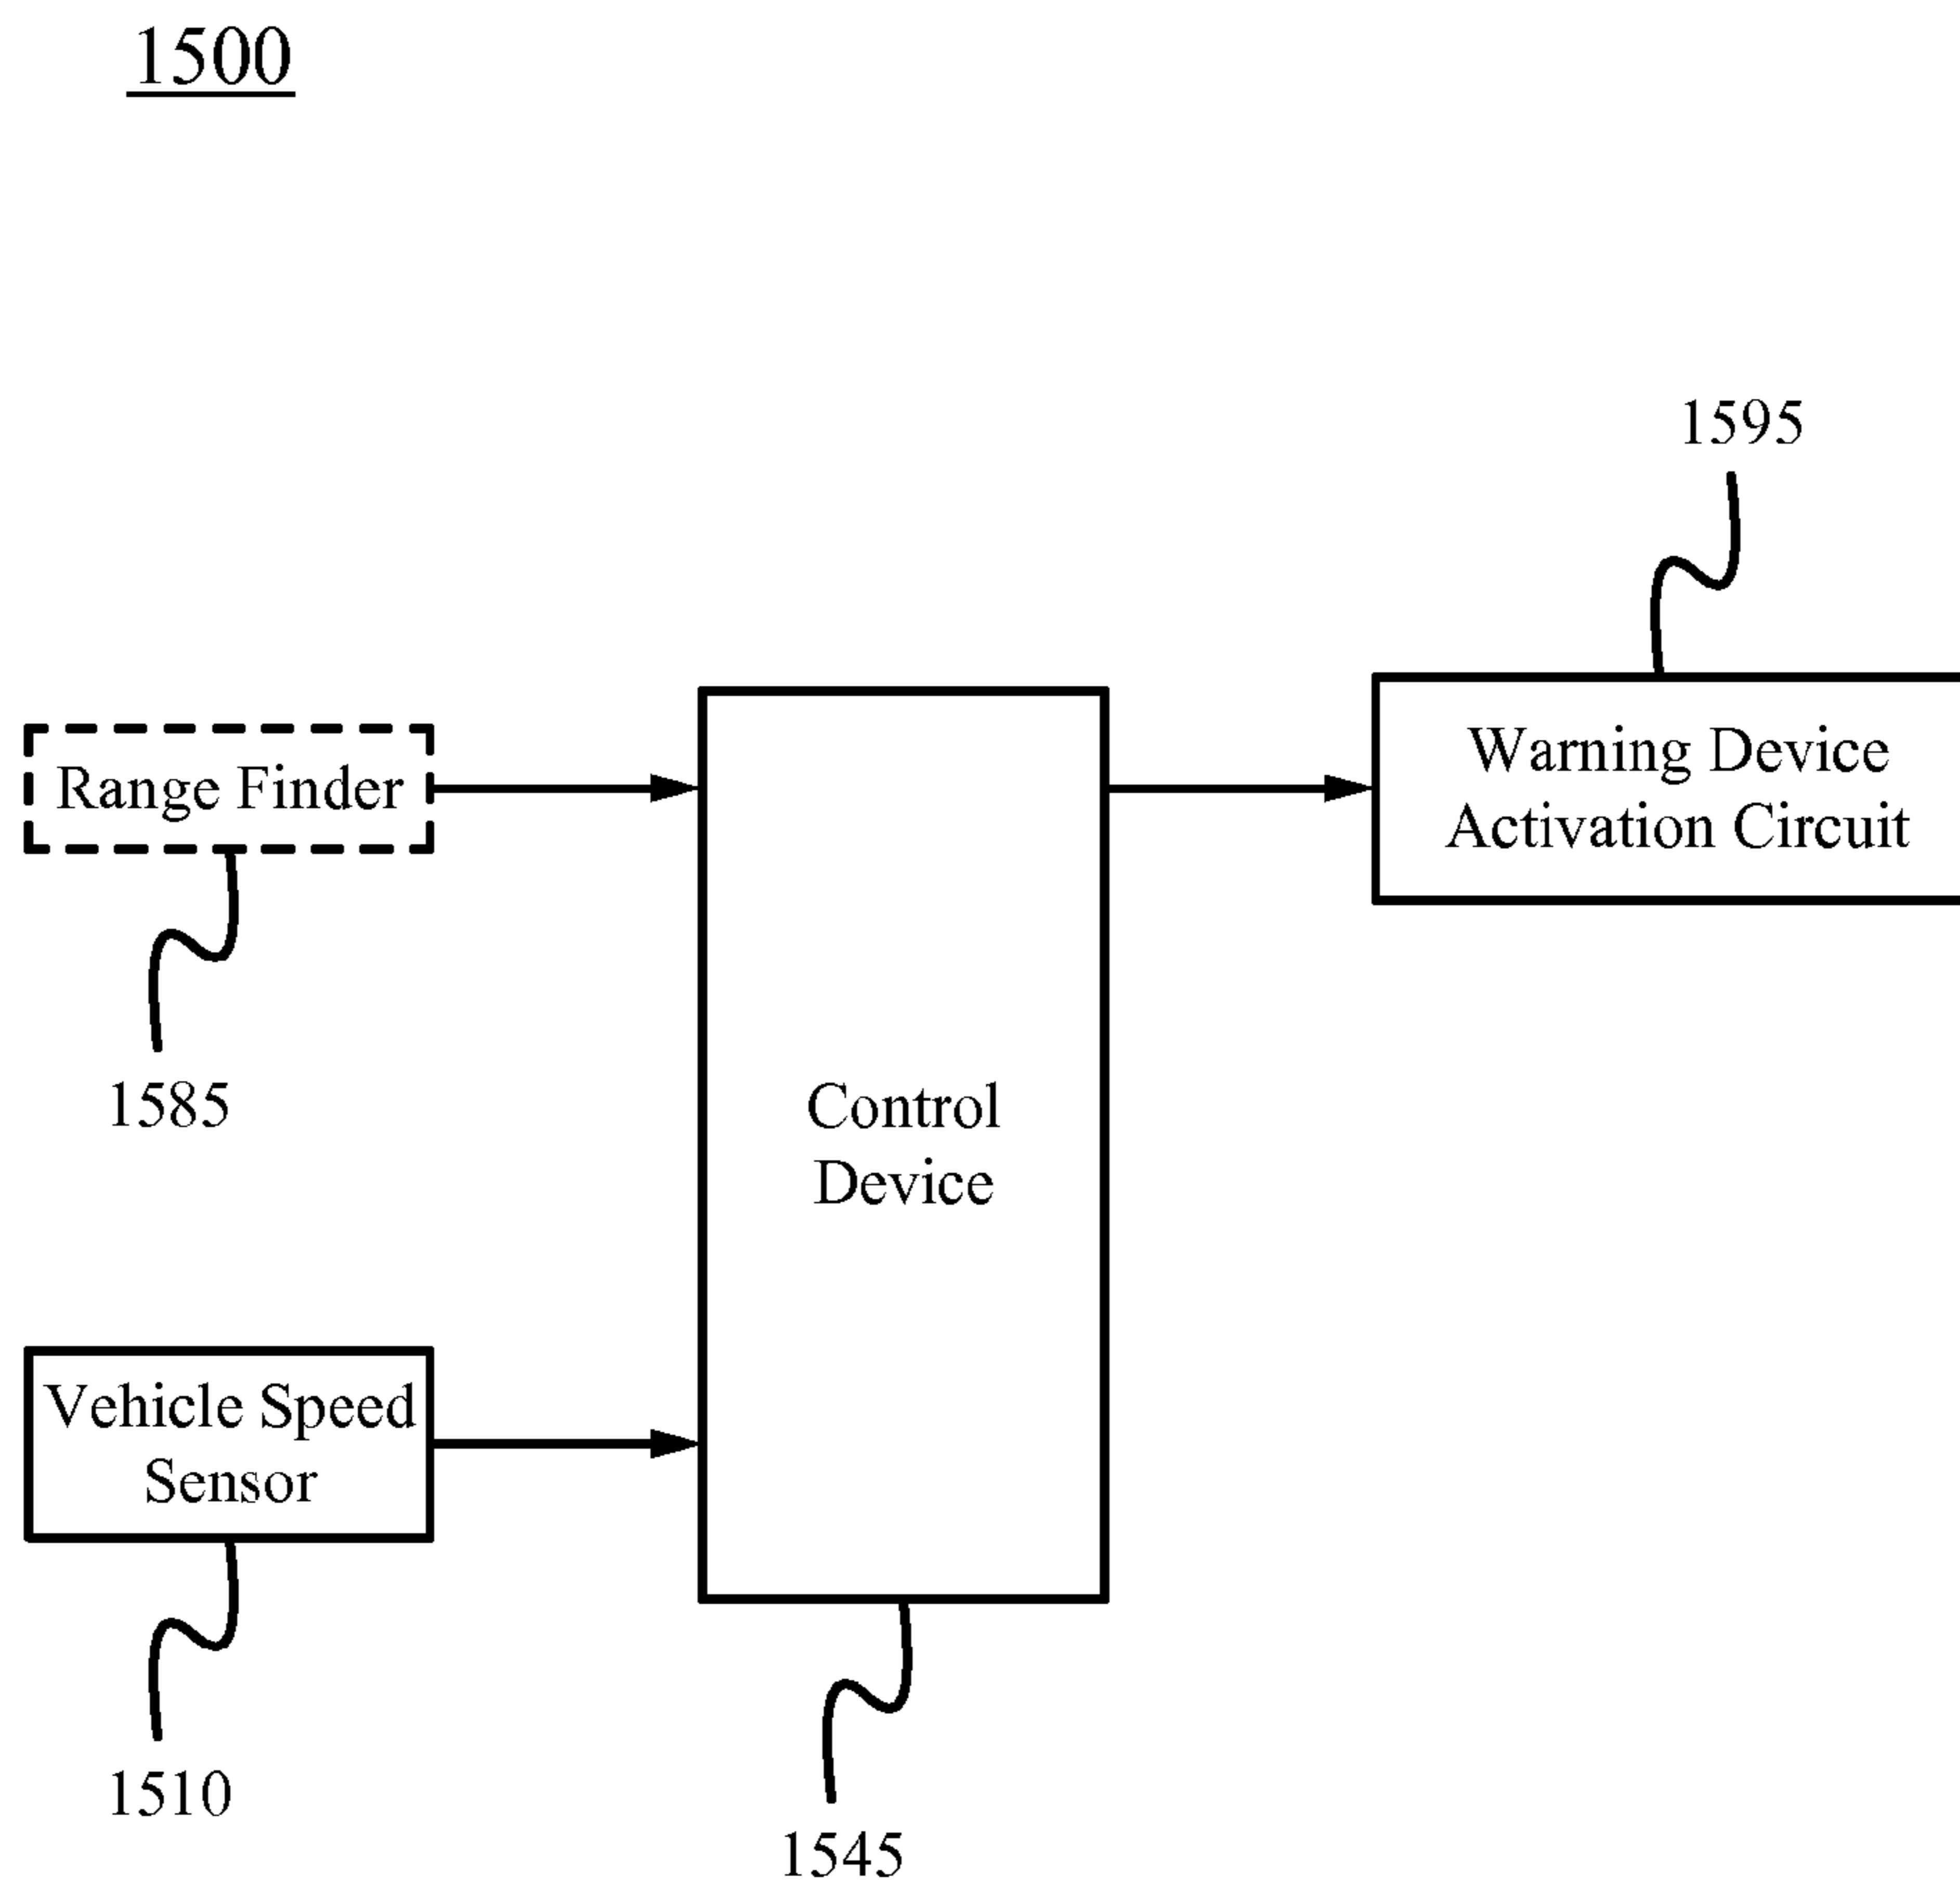 1500
1595
Range Finder
Warning Device
Activation Circuit
1585
Control
Device
Vehicle Speed
Sensor
1510
1545